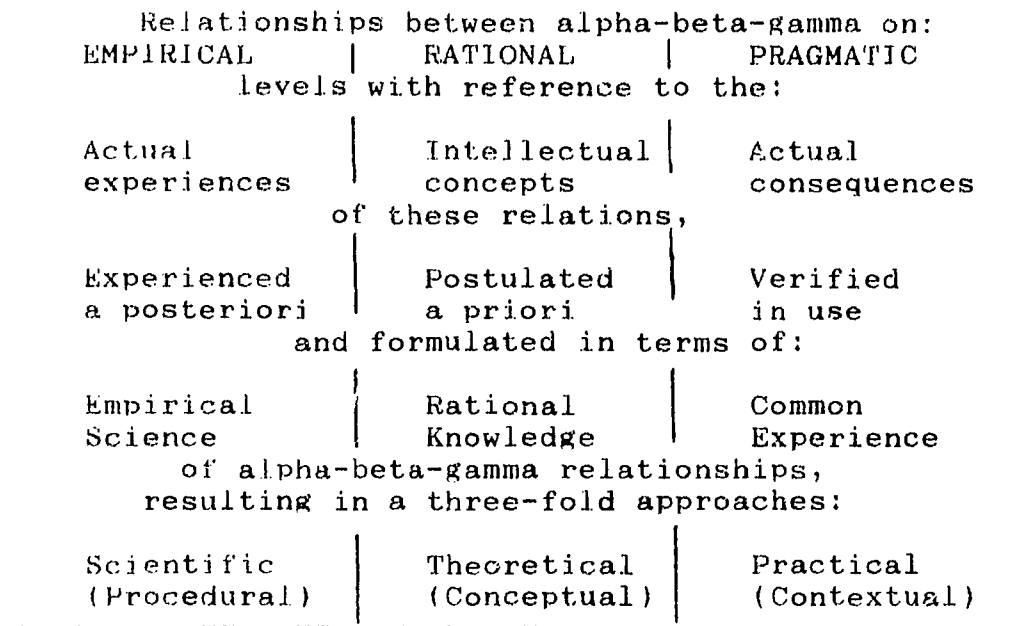 Relationships between alpha-beta-gamma on:
EMPIRICAL | RATIONAL | PRAGMATIC
levels with reference to the:
Actual | Intellectual | Actual
experiences | concepts | consequences
of these relations,
Experienced | Postulated | Verified
a posteriori | a priori | in use
and formulated in terms of:
Empirical | Rational | Common
Science | Knowledge | Experience
of alpha-beta-gamma relationships,
resulting in a three-fold approaches:
Scientific | Theoretical | Practical
(Procedural) | (Conceptual) | (Contextual)